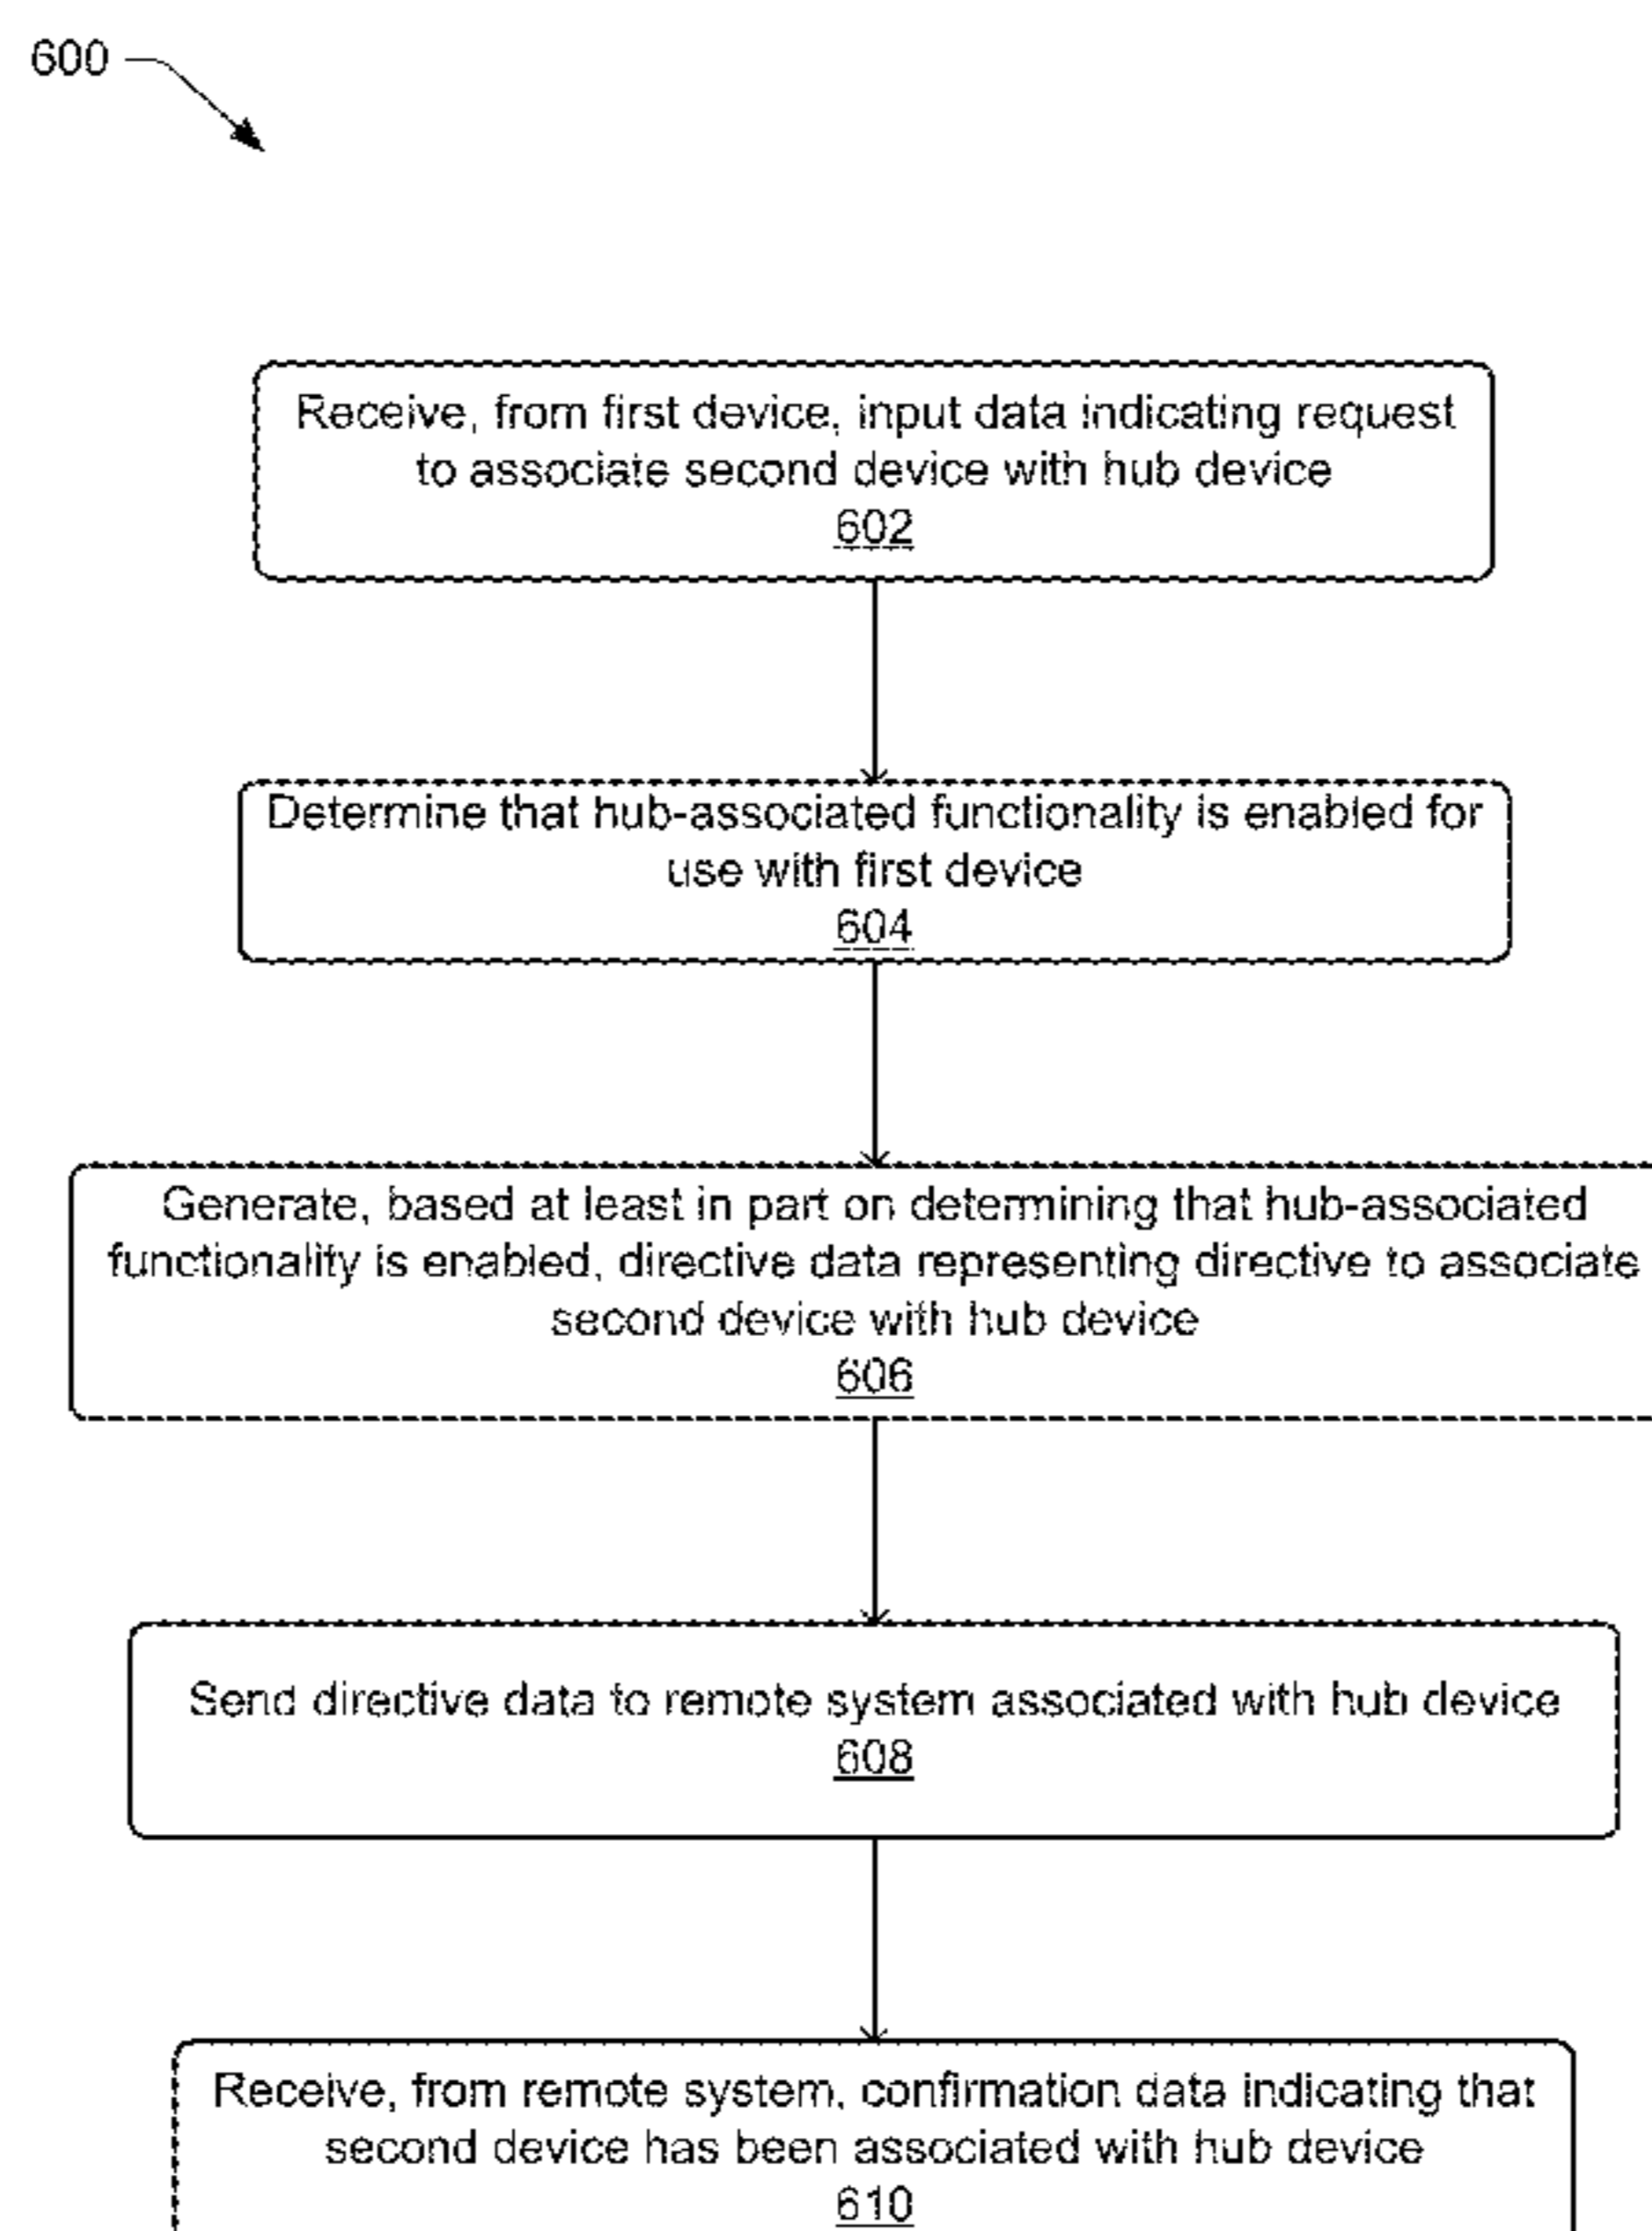 600
Receive, from first device, input data indicating request
to associate second device with hub device
602
Determine that hub-associated functionality is enabled for
use with first device
604
Generate, based at least in part on determining that hub-associated
functionality is enabled, directive data representing directive to associate
second device with hub device
606
Send directive data to remote system associated with hub device
608
Receive, from remote system, confirmation data indicating that
second device has been associated with hub device
610